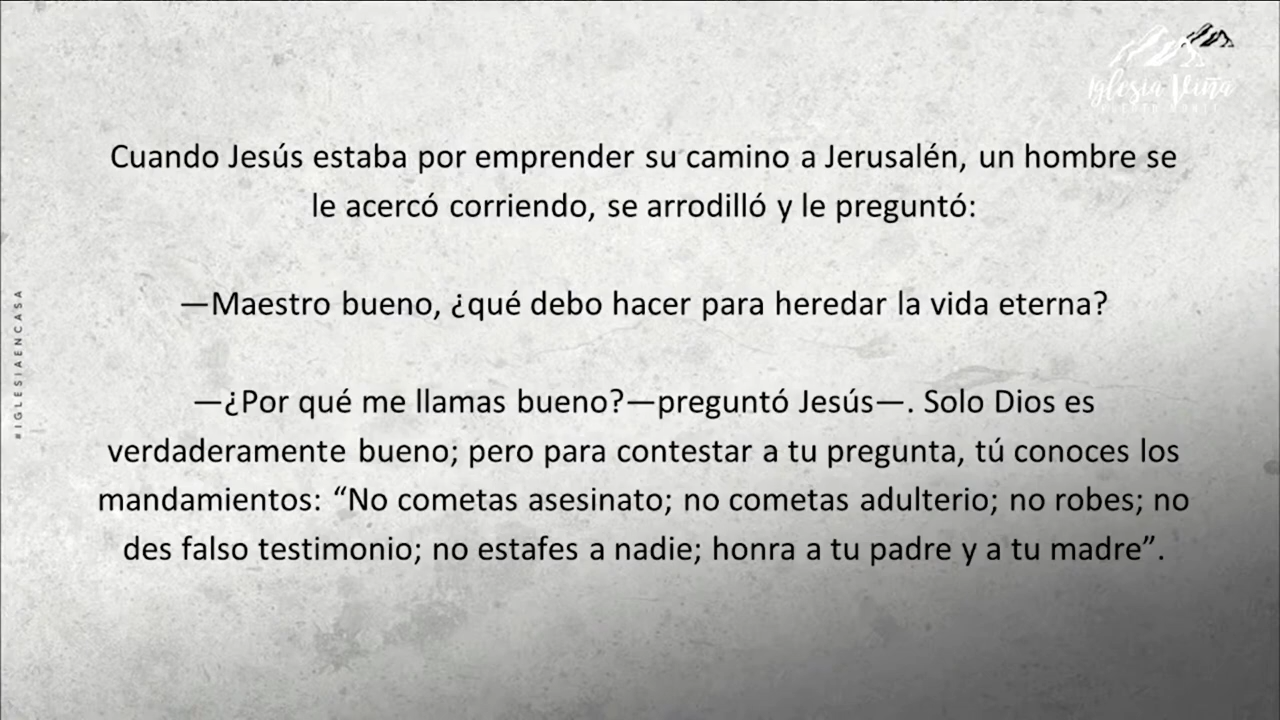 Iglesia Viña
#IGLESIAENCASA
Cuando Jesús estaba por emprender su camino a Jerusalén, un hombre se
le acercó corriendo, se arrodilló y le preguntó:
—Maestro bueno, ¿qué debo hacer para heredar la vida eterna?
—¿Por qué me llamas bueno?—preguntó Jesús—. Solo Dios es
verdaderamente bueno; pero para contestar a tu pregunta, tú conoces los
mandamientos: “No cometas asesinato; no cometas adulterio; no robes; no
des falso testimonio; no estafes a nadie; honra a tu padre y a tu madre”.